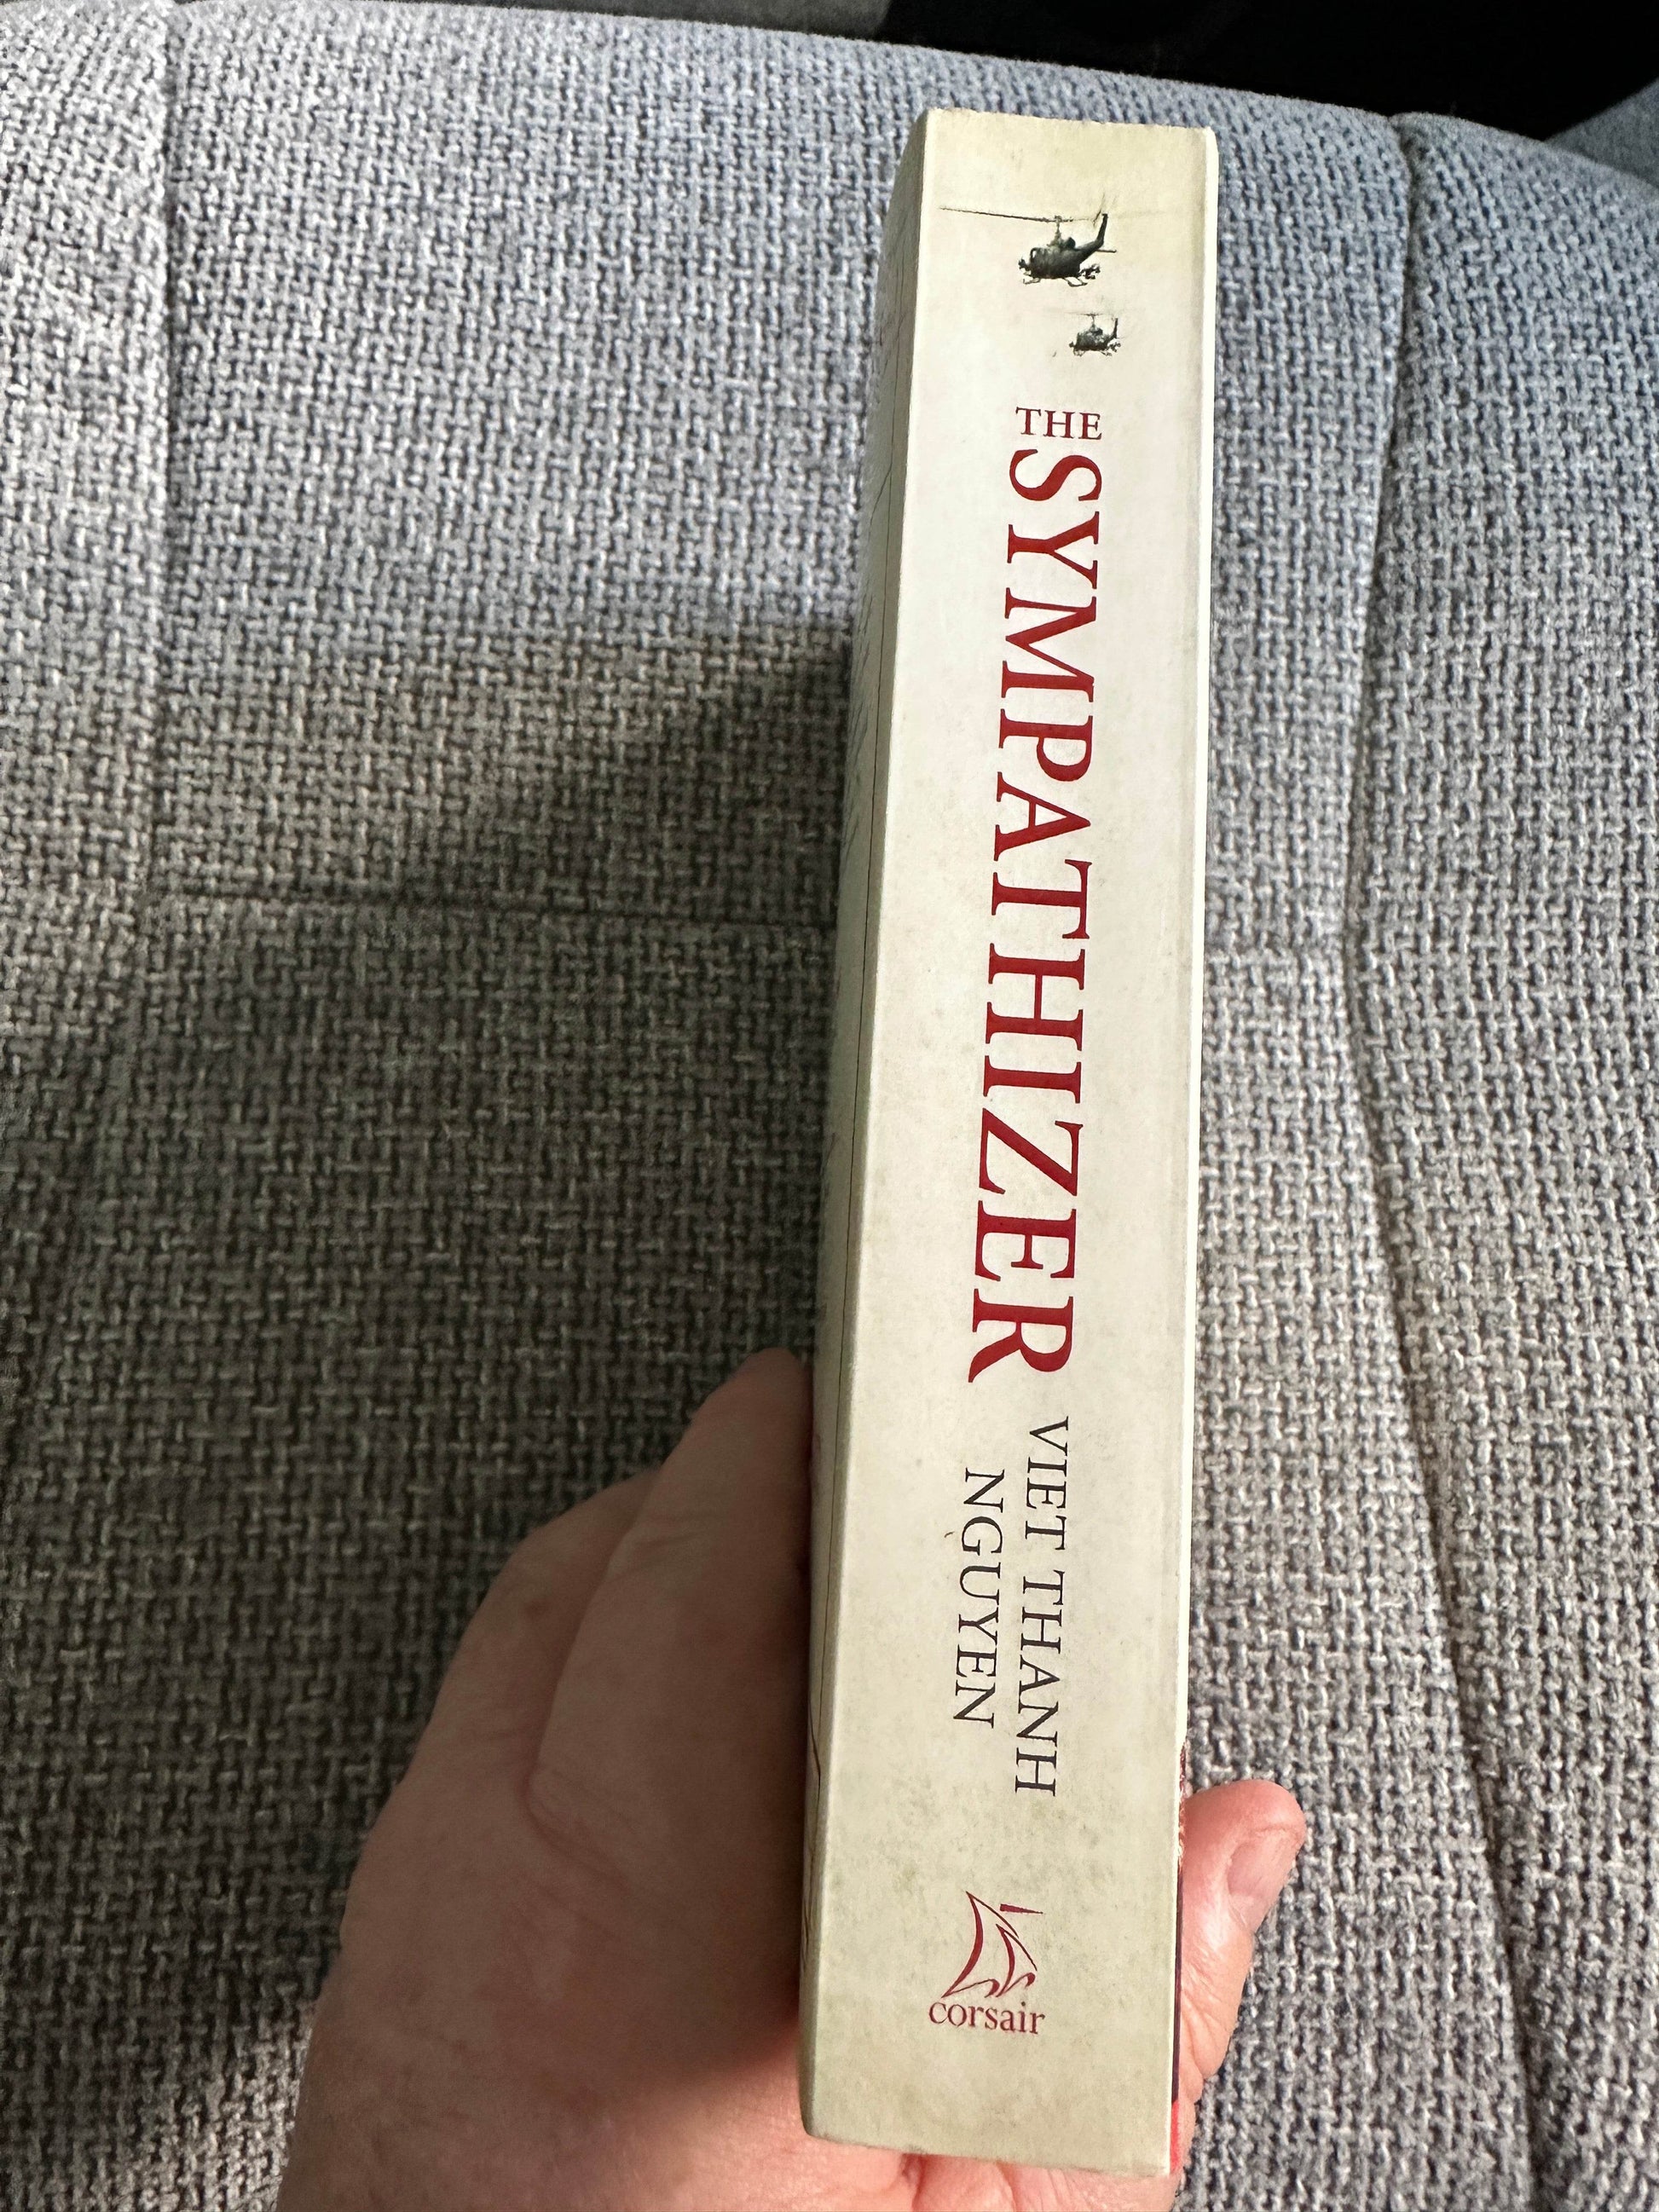 THE
SYMPATHIZER
VIET THANH
NGUYEN
corsair